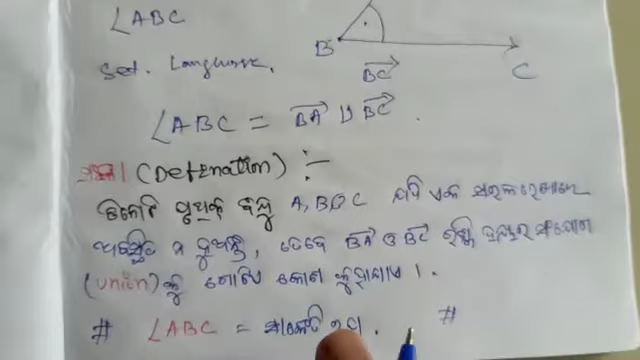 ∠ABC
B
C
Set. Language.
BC→
∠ABC = BA→ ∪ BC→ .
ସଂଜ୍ଞା (Defination) :-
ତିନୋଟି ପୃଥକ୍ ବିନ୍ଦୁ A, B ଓ C ଯଦି ଏକ ସରଳରେଖାରେ
ଅବସ୍ଥିତ ନ ହୁଅନ୍ତି, ତେବେ BA→ ଓ BC→ ରଶ୍ମି ଦ୍ୱୟର ସଂଯୋଗ
(union) କୁ କୋଣ କୁହାଯାଏ ।
# ∠ABC = #